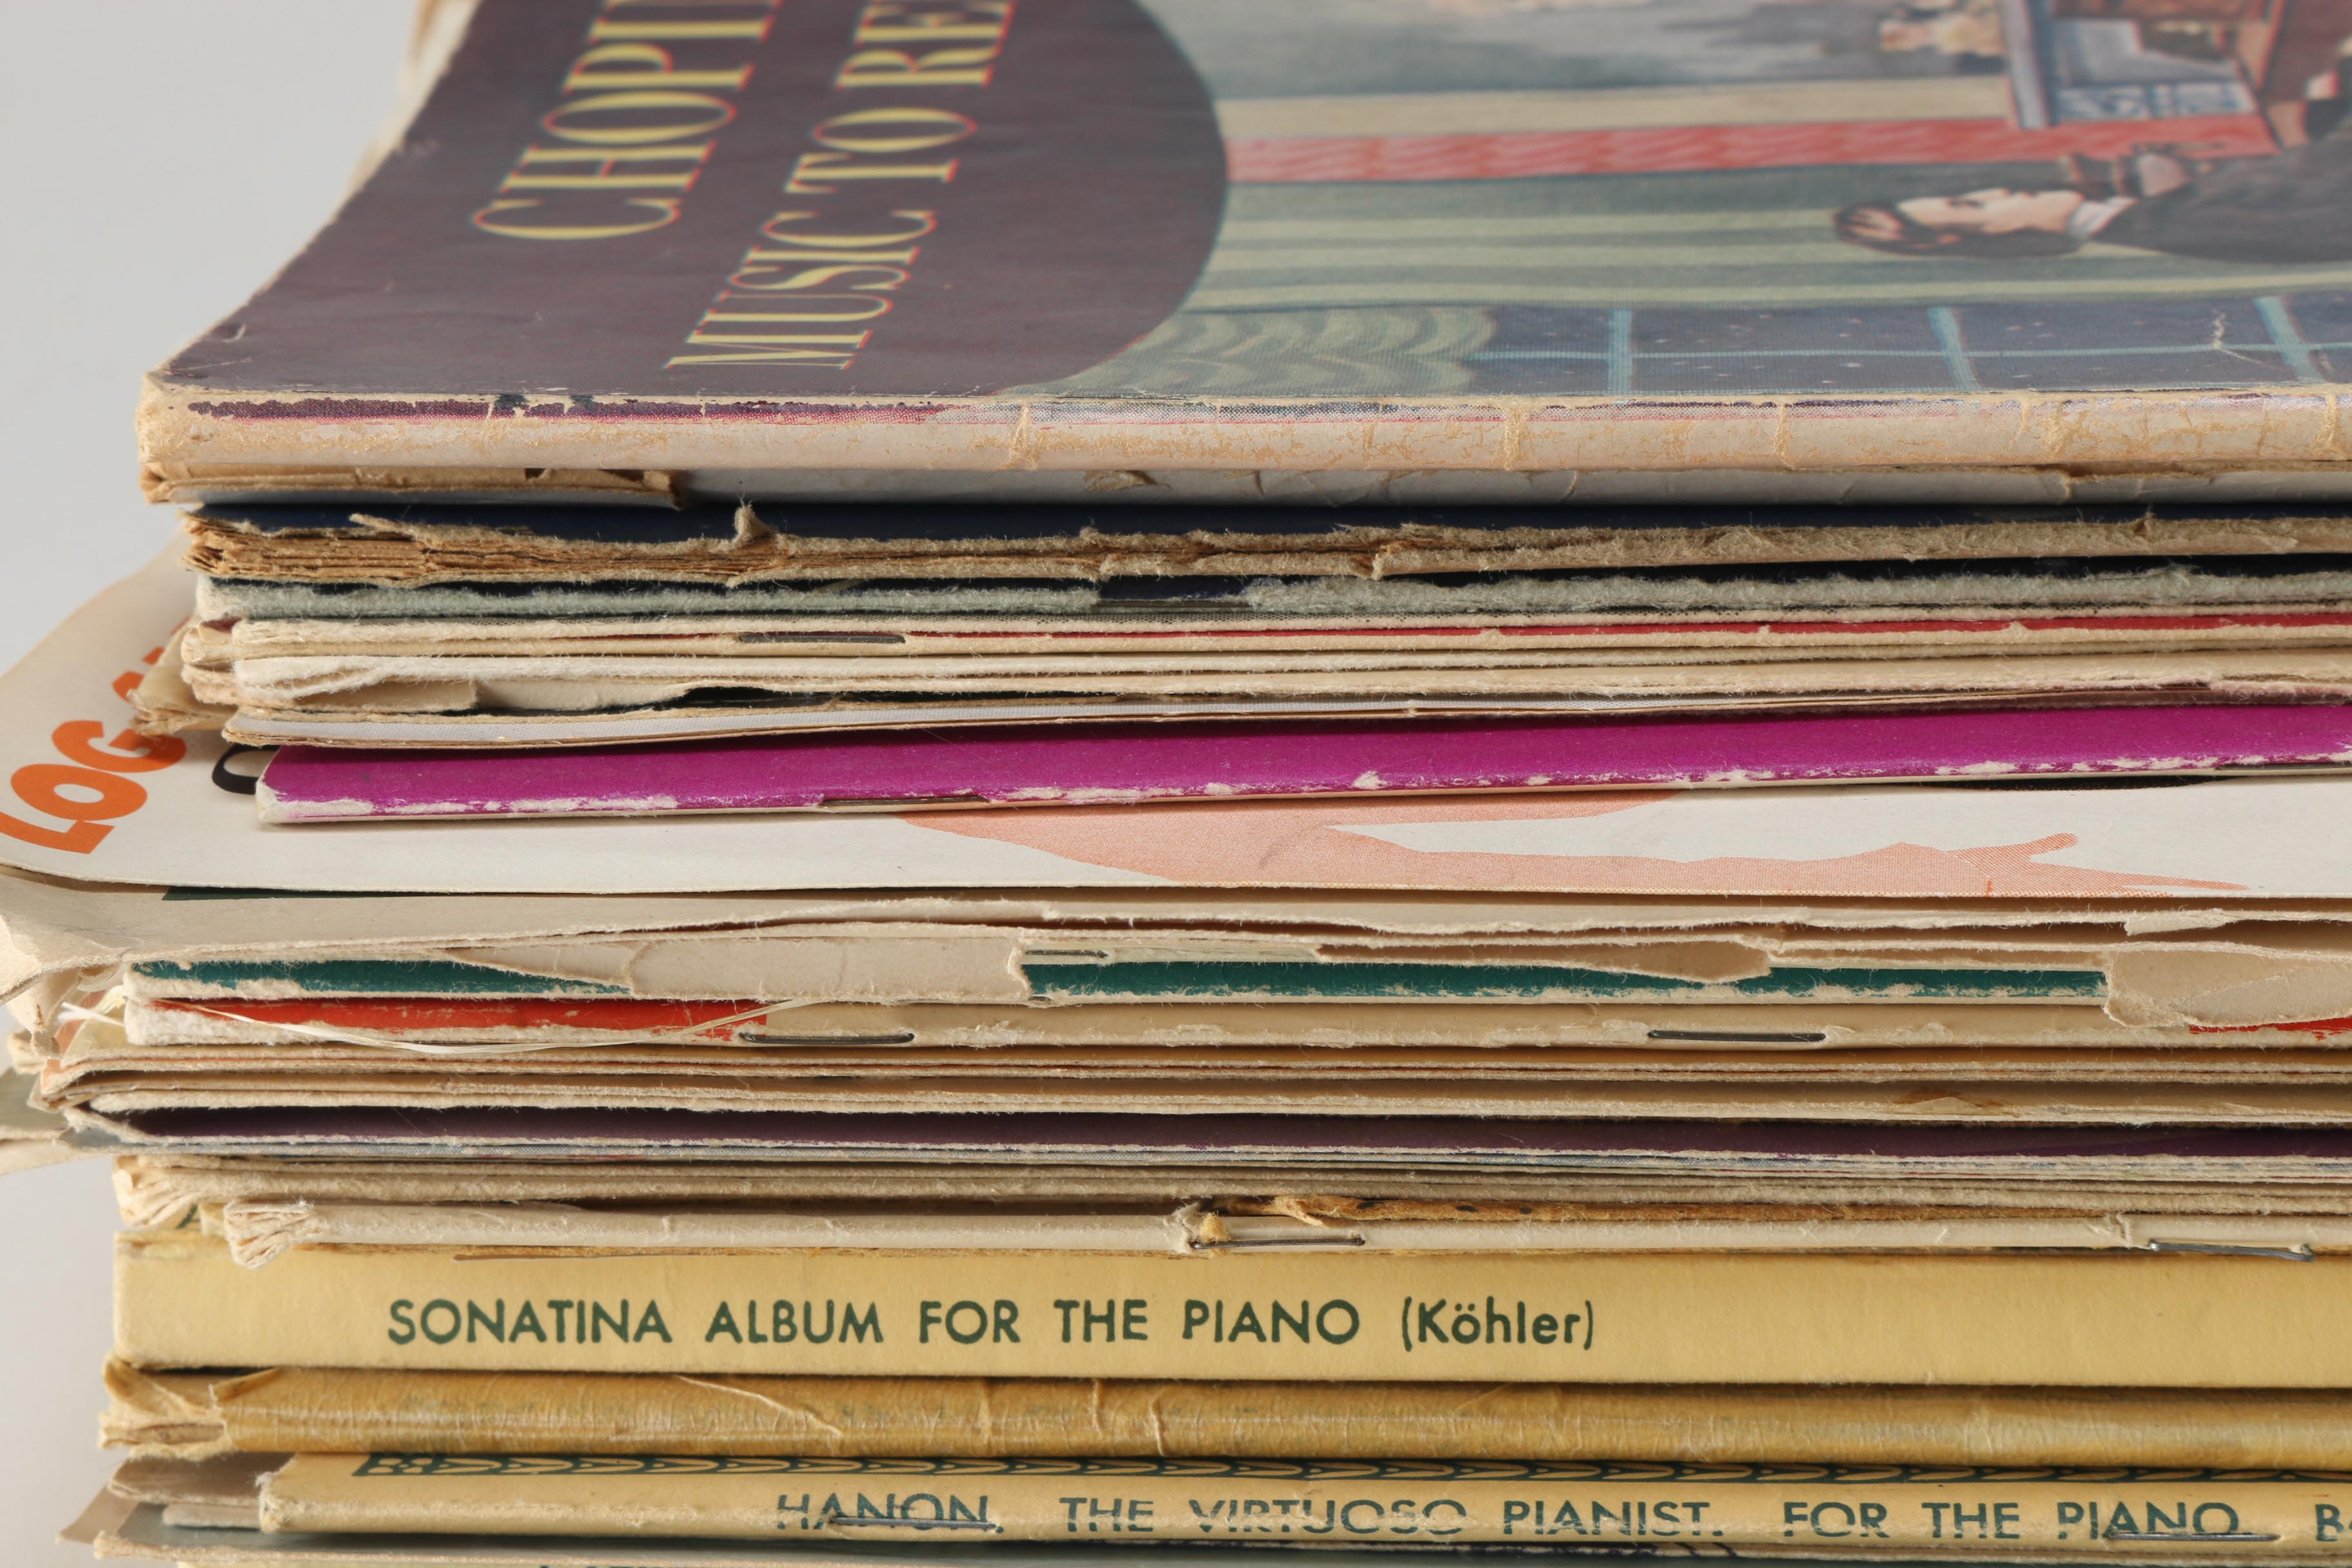 CHOPI
MUSIC TO RE
LOG
SONATINA ALBUM FOR THE PIANO (Köhler)
HANON. THE VIRTUOSO PIANIST. FOR THE PIANO B